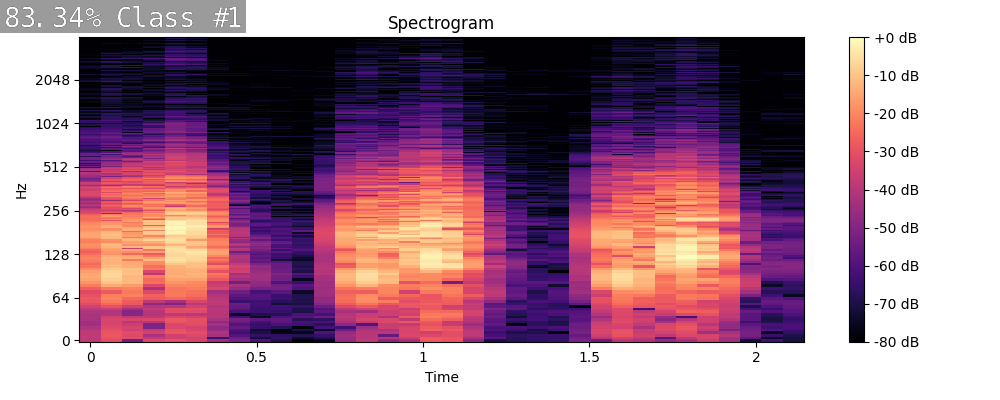 83.34% Class #1
Spectrogram
Hz
2048
1024
512
256
128
64
0
0
0.5
1
1.5
2
Time
+0 dB
-10 dB
-20 dB
-30 dB
-40 dB
-50 dB
-60 dB
-70 dB
-80 dB